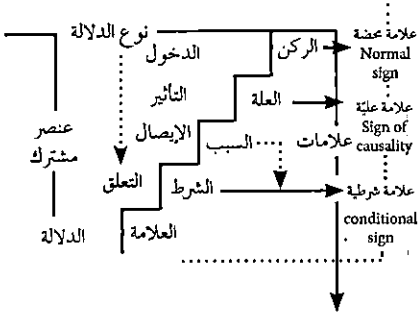 نوع الدلالة
علامة محضة
Normal
sign
الركن
الدخول
التأثير
العلة
علامة عليّة
Sign of
causality
عنصر
مشترك
الإيصال
السبب
علامات
التعلق
الشرط
علامة شرطية
conditional
sign
الدلالة
العلامة